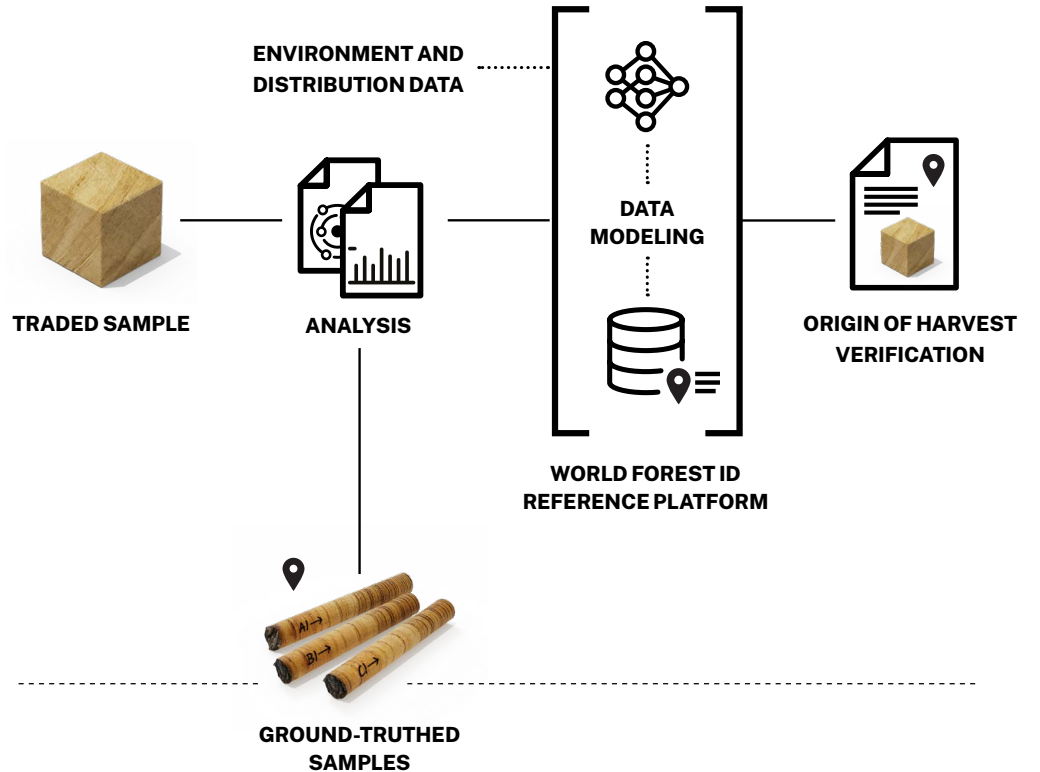 ENVIRONMENT AND
DISTRIBUTION DATA
TRADED SAMPLE
ANALYSIS
DATA
MODELING
ORIGIN OF HARVEST
VERIFICATION
WORLD FOREST ID
REFERENCE PLATFORM
A1→
B1→
C1→
GROUND-TRUTHED
SAMPLES